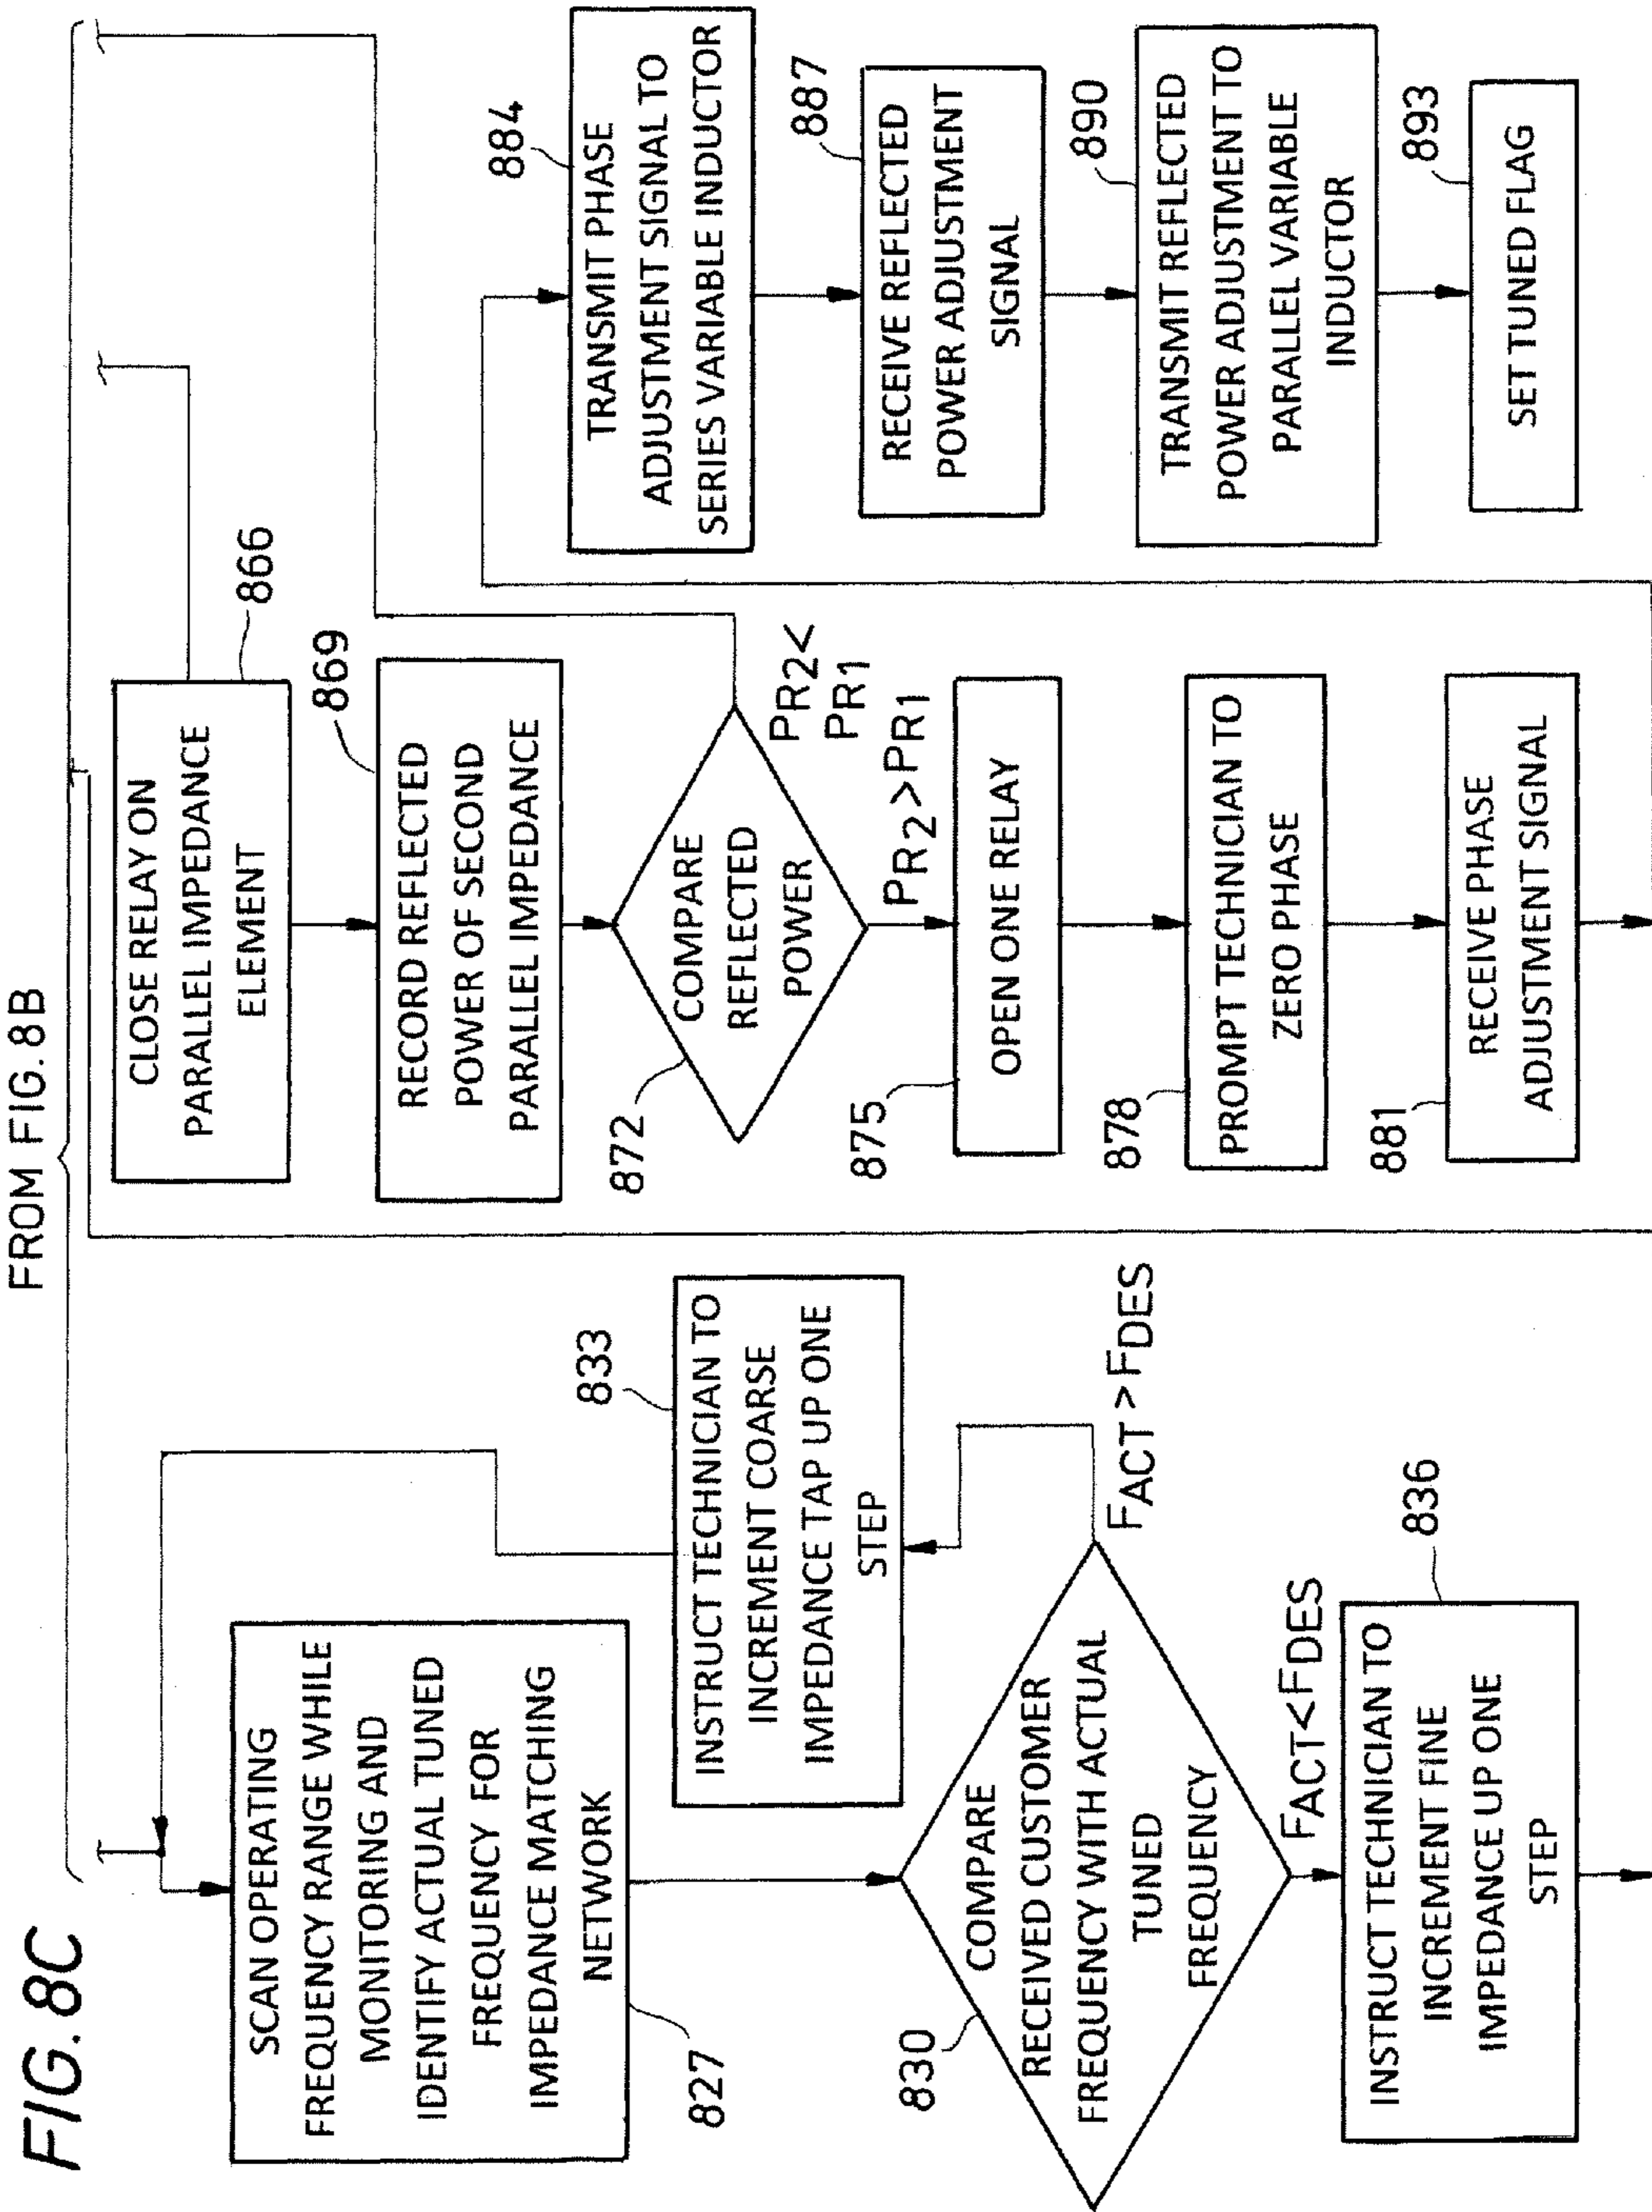 FIG. 8C
FROM FIG. 8B
SCAN OPERATING
FREQUENCY RANGE WHILE
MONITORING AND
IDENTIFY ACTUAL TUNED
FREQUENCY FOR
IMPEDANCE MATCHING
NETWORK
827
INSTRUCT TECHNICIAN TO
INCREMENT COARSE
IMPEDANCE TAP UP ONE
STEP
833
COMPARE
RECEIVED CUSTOMER
FREQUENCY WITH ACTUAL
TUNED
FREQUENCY
830
FACT > FDES
FACT < FDES
INSTRUCT TECHNICIAN TO
INCREMENT FINE
IMPEDANCE UP ONE
STEP
836
CLOSE RELAY ON
PARALLEL IMPEDANCE
ELEMENT
866
RECORD REFLECTED
POWER OF SECOND
PARALLEL IMPEDANCE
869
COMPARE
REFLECTED
POWER
872
PR2 <
PR1
PR2 > PR1
OPEN ONE RELAY
875
PROMPT TECHNICIAN TO
ZERO PHASE
878
RECEIVE PHASE
ADJUSTMENT SIGNAL
881
TRANSMIT PHASE
ADJUSTMENT SIGNAL TO
SERIES VARIABLE INDUCTOR
884
RECEIVE REFLECTED
POWER ADJUSTMENT
SIGNAL
887
TRANSMIT REFLECTED
POWER ADJUSTMENT TO
PARALLEL VARIABLE
INDUCTOR
890
SET TUNED FLAG
893